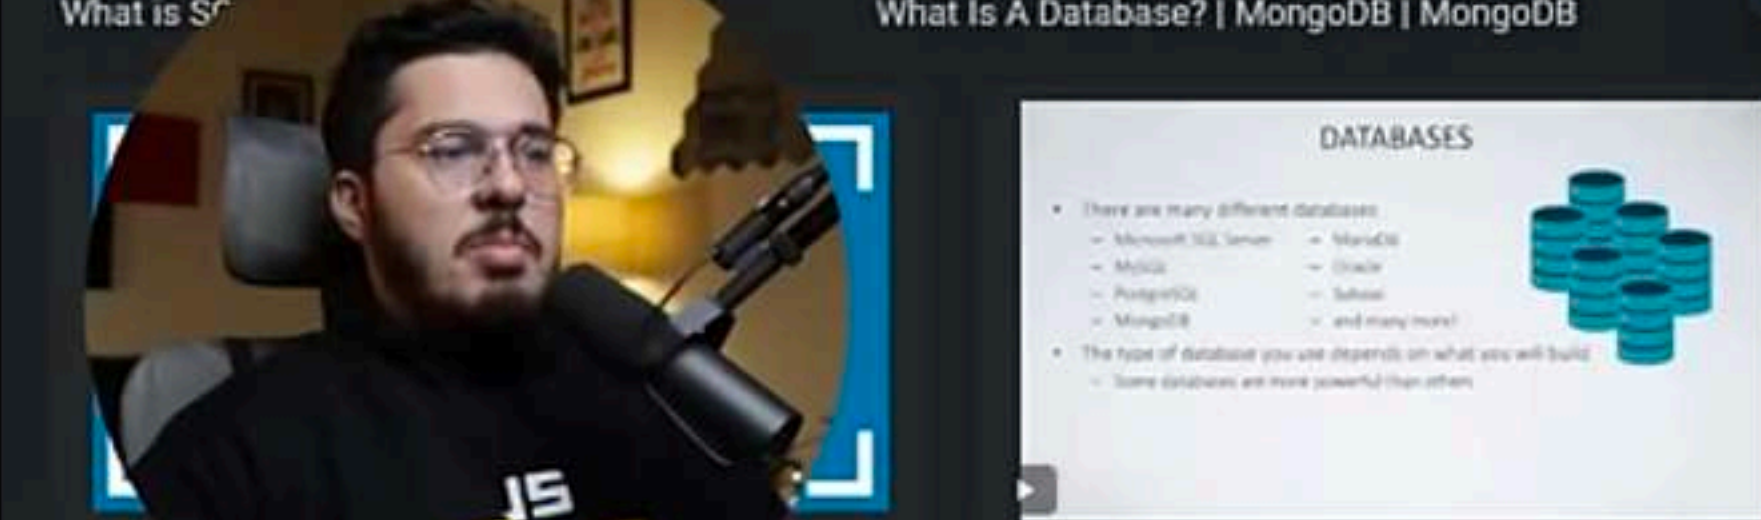 What is SC
What Is A Database? | MongoDB | MongoDB
DATABASES
• There are many different databases
– Microsoft SQL Server
– MariaDB
– MySQL
– Oracle
– PostgreSQL
– Sybase
– MongoDB
– and many more!
• The type of database you use depends on what you will build
– Some databases are more powerful than others
JS